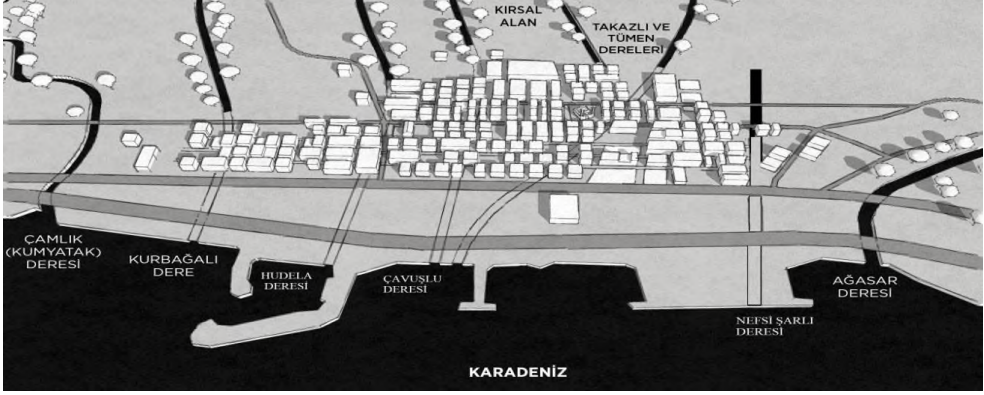 KIRSAL
ALAN
TAKAZLI VE
TÜMEN
DERELERİ
ÇAMLIK
(KUMYATAK)
DERESİ
KURBAĞALI
DERE
HUDELA
DERESİ
ÇAVUŞLU
DERESİ
NEFSİ ŞARLI
DERESİ
AĞASAR
DERESİ
KARADENİZ